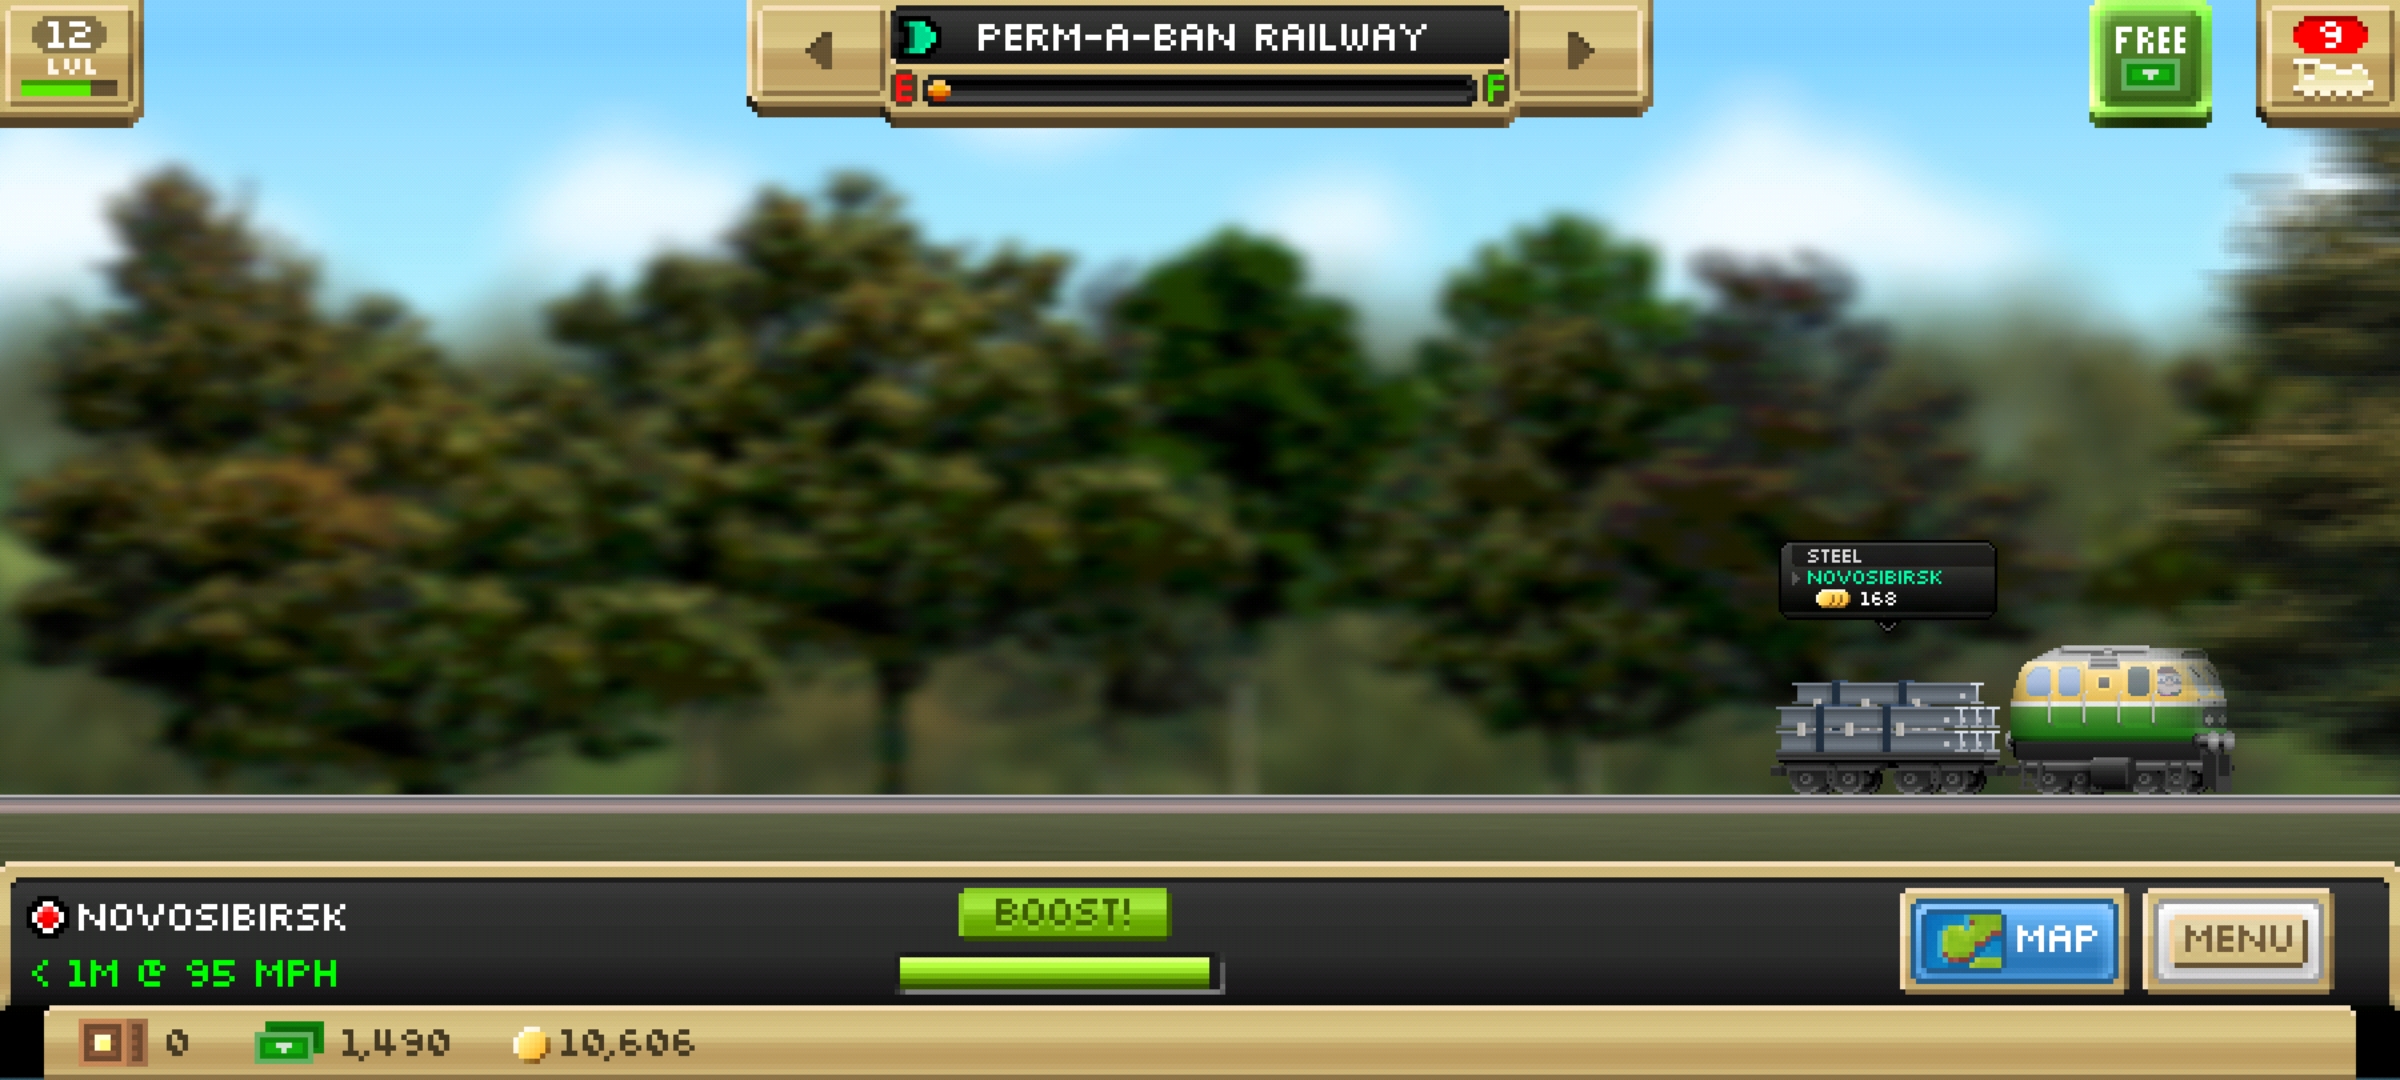 12
LVL
PERM-A-BAN RAILWAY
E F
FREE
9
STEEL
NOVOSIBIRSK
168
NOVOSIBIRSK
< 1M @ 95 MPH
BOOST!
MAP
MENU
0
1,490
10,606